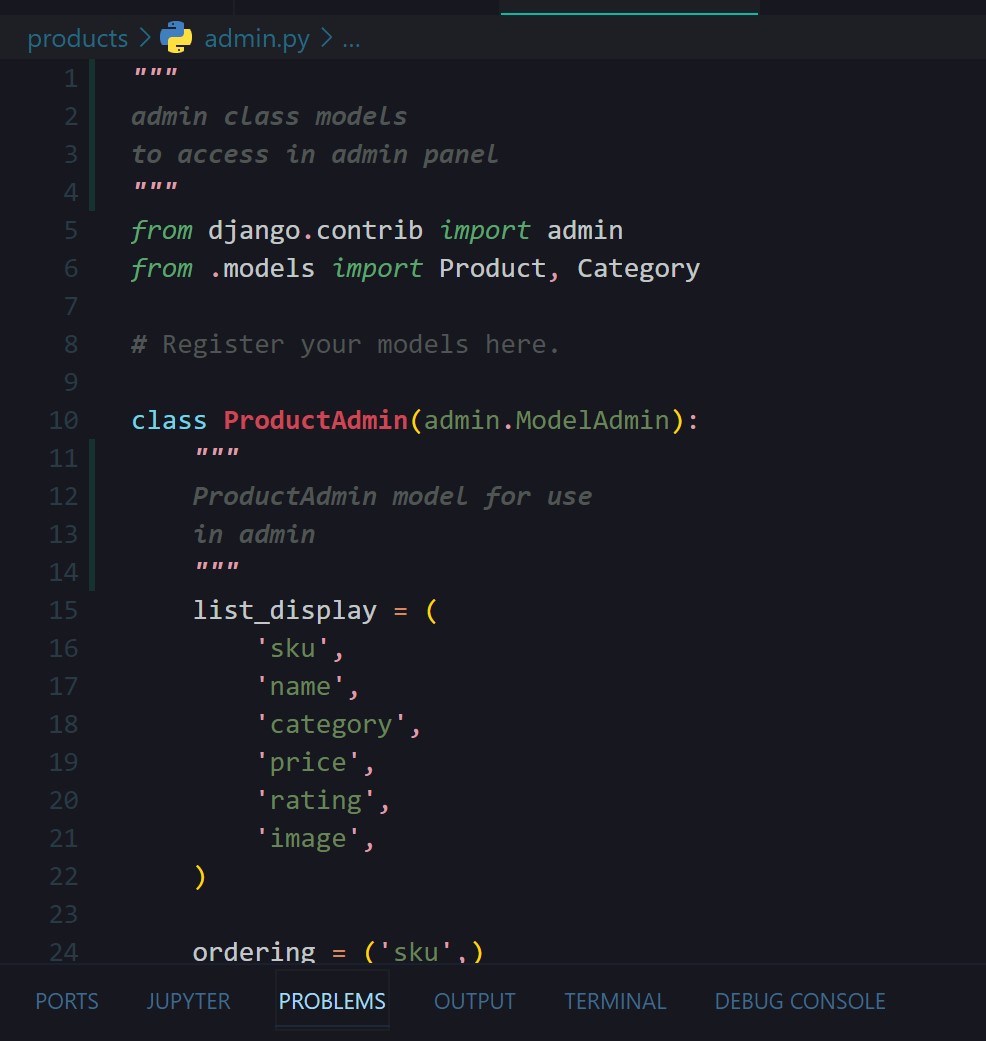 products > admin.py > ...
1 """
2 admin class models
3 to access in admin panel
4 """
5 from django.contrib import admin
6 from .models import Product, Category
7
8 # Register your models here.
9
10 class ProductAdmin(admin.ModelAdmin):
11     """
12     ProductAdmin model for use
13     in admin
14     """
15     list_display = (
16         'sku',
17         'name',
18         'category',
19         'price',
20         'rating',
21         'image',
22     )
23
24     ordering = ('sku',)
PORTS JUPYTER PROBLEMS OUTPUT TERMINAL DEBUG CONSOLE